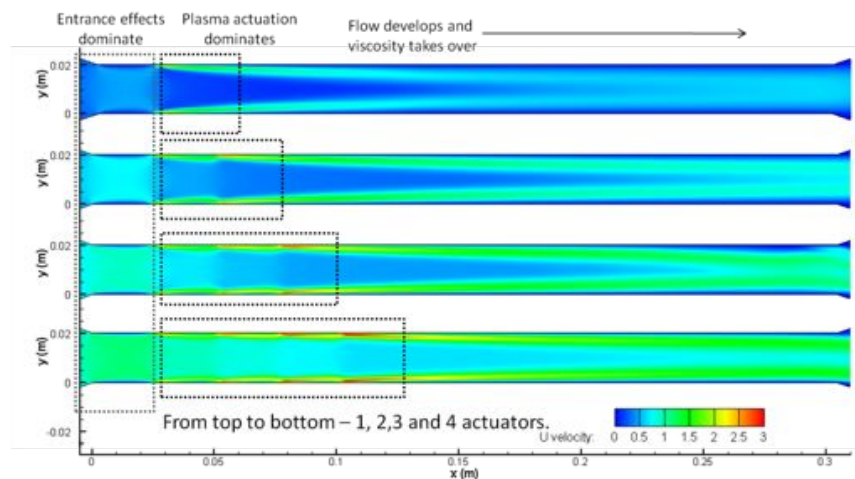 Entrance effects
dominate
Plasma actuation
dominates
Flow develops and
viscosity takes over
y (m)
0.02
0
y (m)
0.02
0
y (m)
0.02
0
y (m)
0.02
0
-0.02
From top to bottom – 1, 2,3 and 4 actuators.
U velocity: 0 0.5 1 1.5 2 2.5 3
0 0.05 0.1 0.15 0.2 0.25 0.3
x (m)